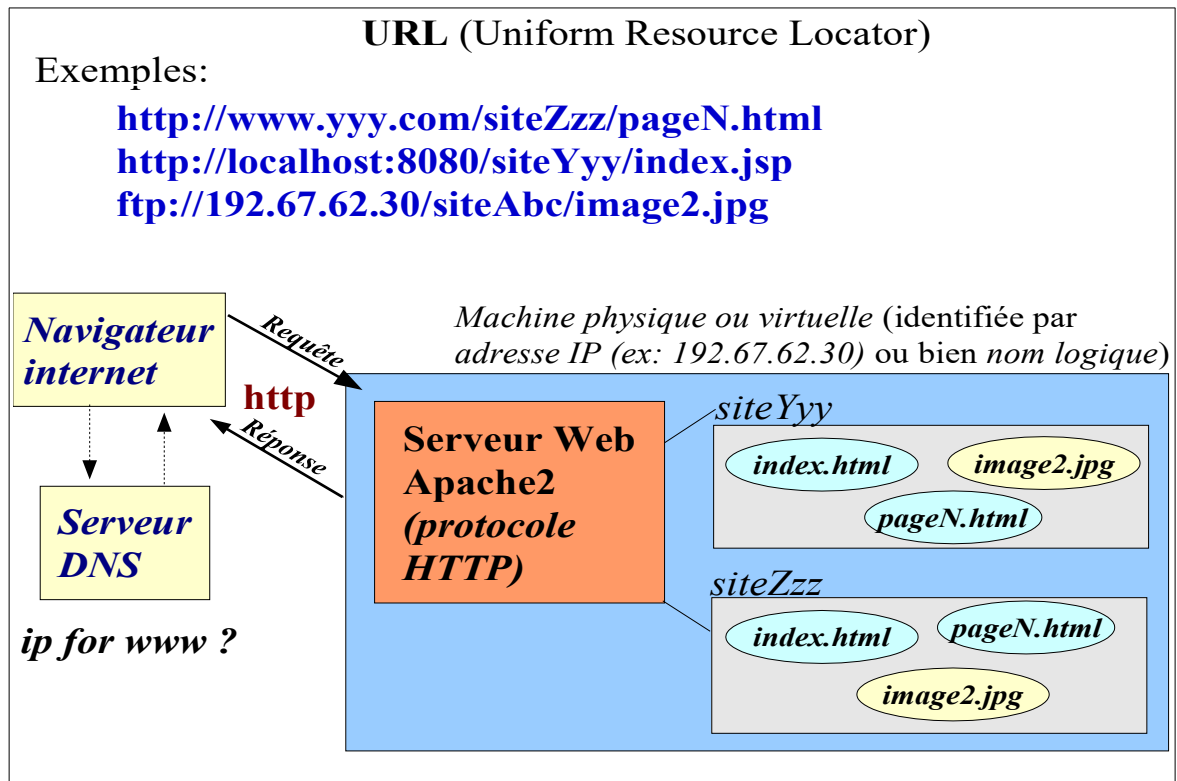 URL (Uniform Resource Locator)
Exemples:
http://www.yyy.com/siteZzz/pageN.html
http://localhost:8080/siteYyy/index.jsp
ftp://192.67.62.30/siteAbc/image2.jpg
Navigateur
internet
Requête
http
Réponse
Serveur
DNS
ip for www ?
Machine physique ou virtuelle (identifiée par
adresse IP (ex: 192.67.62.30) ou bien nom logique)
Serveur Web
Apache2
(protocole
HTTP)
siteYyy
index.html
image2.jpg
pageN.html
siteZzz
index.html
pageN.html
image2.jpg